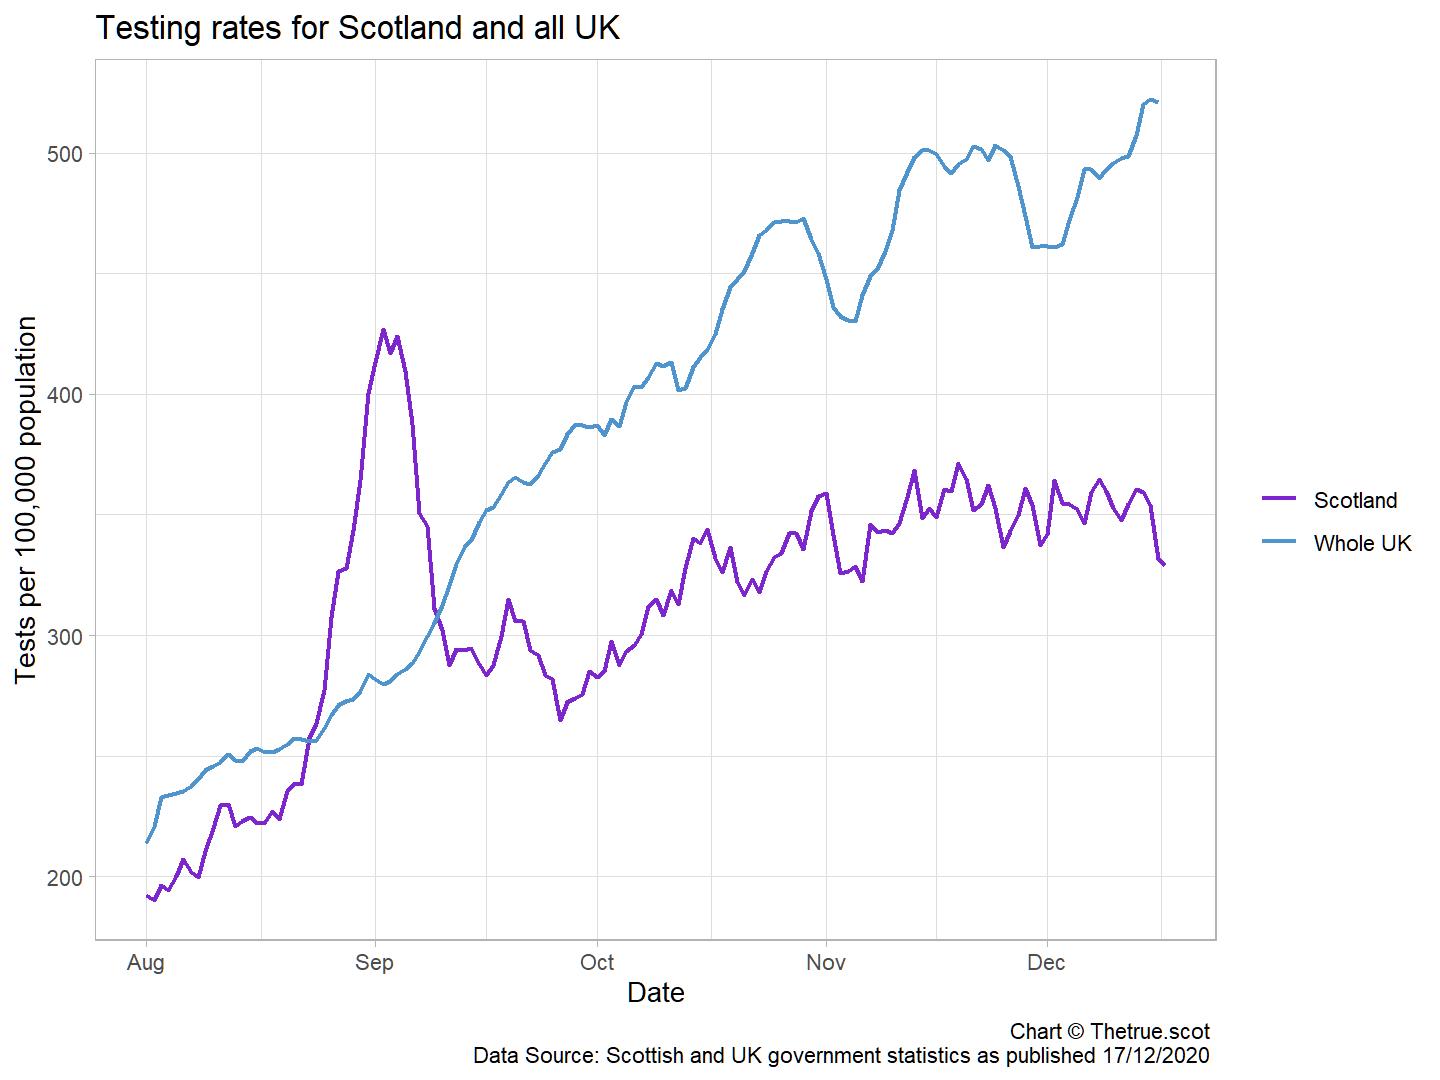 Testing rates for Scotland and all UK
Tests per 100,000 population
500
400
300
200
Aug
Sep
Oct
Nov
Dec
Date
Scotland
Whole UK
Chart © Thetrue.scot
Data Source: Scottish and UK government statistics as published 17/12/2020